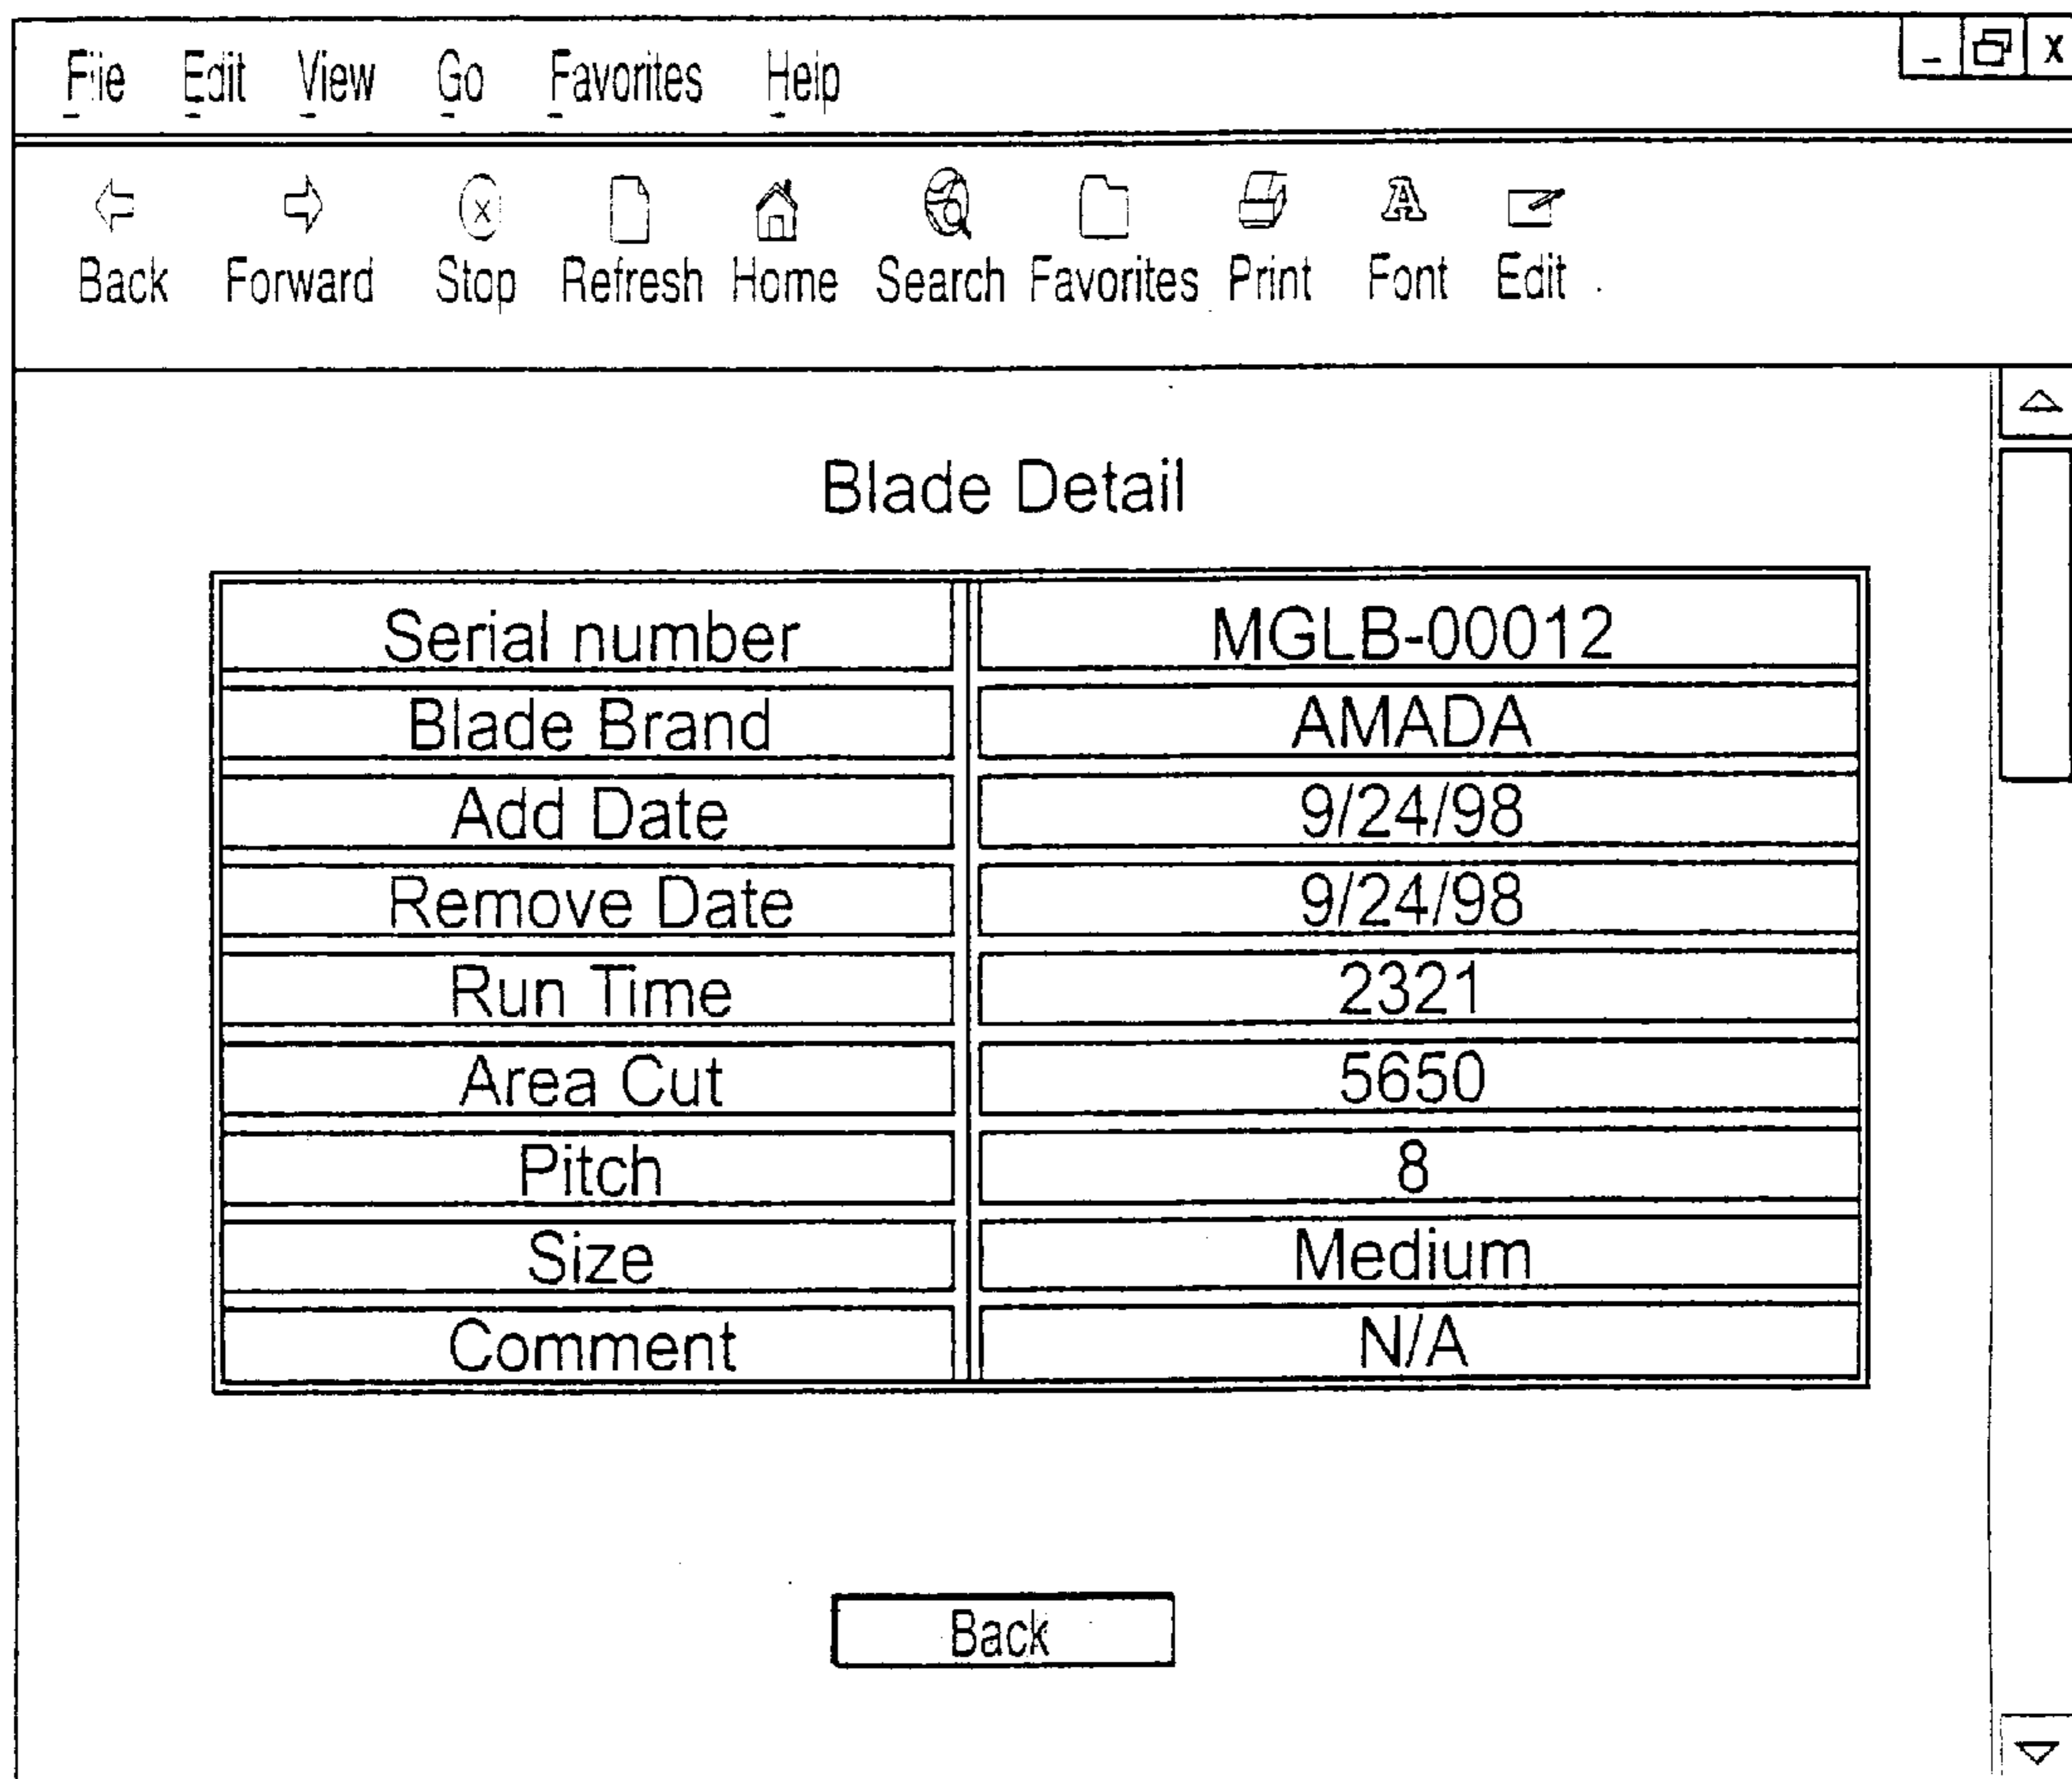 File Edit View Go Favorites Help
_ X
Back Forward Stop Refresh Home Search Favorites Print Font Edit
Blade Detail
Serial number MGLB-00012
Blade Brand AMADA
Add Date 9/24/98
Remove Date 9/24/98
Run Time 2321
Area Cut 5650
Pitch 8
Size Medium
Comment N/A
Back